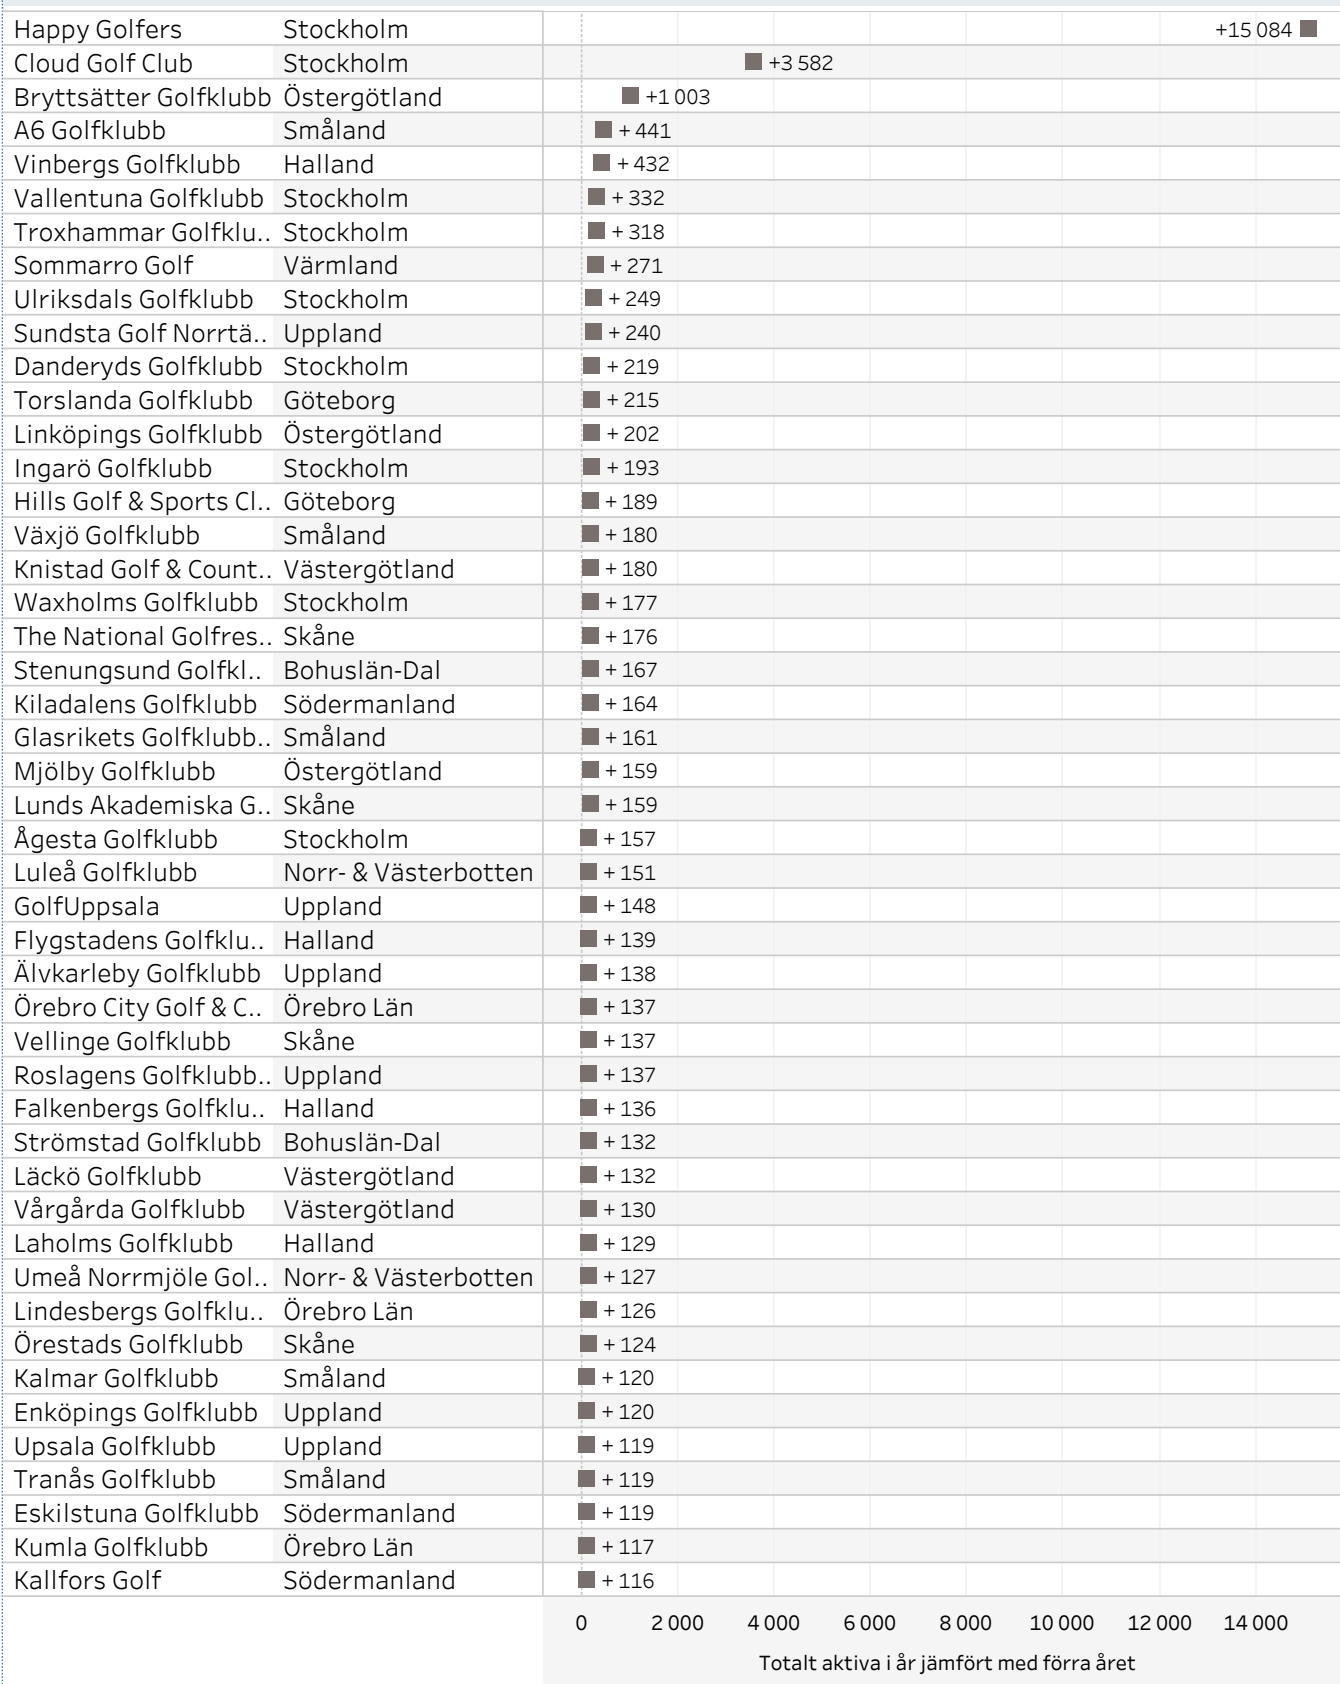 Happy Golfers Stockholm +15 084
Cloud Golf Club Stockholm +3 582
Bryttsätter Golfklubb Östergötland +1 003
A6 Golfklubb Småland + 441
Vinbergs Golfklubb Halland + 432
Vallentuna Golfklubb Stockholm + 332
Troxhammar Golfklu.. Stockholm + 318
Sommarro Golf Värmland + 271
Ulriksdals Golfklubb Stockholm + 249
Sundsta Golf Norrtä.. Uppland + 240
Danderyds Golfklubb Stockholm + 219
Torslanda Golfklubb Göteborg + 215
Linköpings Golfklubb Östergötland + 202
Ingarö Golfklubb Stockholm + 193
Hills Golf & Sports Cl.. Göteborg + 189
Växjö Golfklubb Småland + 180
Knistad Golf & Count.. Västergötland + 180
Waxholms Golfklubb Stockholm + 177
The National Golfres.. Skåne + 176
Stenungsund Golfkl.. Bohuslän-Dal + 167
Kiladalens Golfklubb Södermanland + 164
Glasrikets Golfklubb.. Småland + 161
Mjölby Golfklubb Östergötland + 159
Lunds Akademiska G.. Skåne + 159
Ågesta Golfklubb Stockholm + 157
Luleå Golfklubb Norr- & Västerbotten + 151
GolfUppsala Uppland + 148
Flygstadens Golfklu.. Halland + 139
Älvkarleby Golfklubb Uppland + 138
Örebro City Golf & C.. Örebro Län + 137
Vellinge Golfklubb Skåne + 137
Roslagens Golfklubb.. Uppland + 137
Falkenbergs Golfklu.. Halland + 136
Strömstad Golfklubb Bohuslän-Dal + 132
Läckö Golfklubb Västergötland + 132
Vårgårda Golfklubb Västergötland + 130
Laholms Golfklubb Halland + 129
Umeå Norrmjöle Gol.. Norr- & Västerbotten + 127
Lindesbergs Golfklu.. Örebro Län + 126
Örestads Golfklubb Skåne + 124
Kalmar Golfklubb Småland + 120
Enköpings Golfklubb Uppland + 120
Upsala Golfklubb Uppland + 119
Tranås Golfklubb Småland + 119
Eskilstuna Golfklubb Södermanland + 119
Kumla Golfklubb Örebro Län + 117
Kallfors Golf Södermanland + 116
0 2 000 4 000 6 000 8 000 10 000 12 000 14 000
Totalt aktiva i år jämfört med förra året